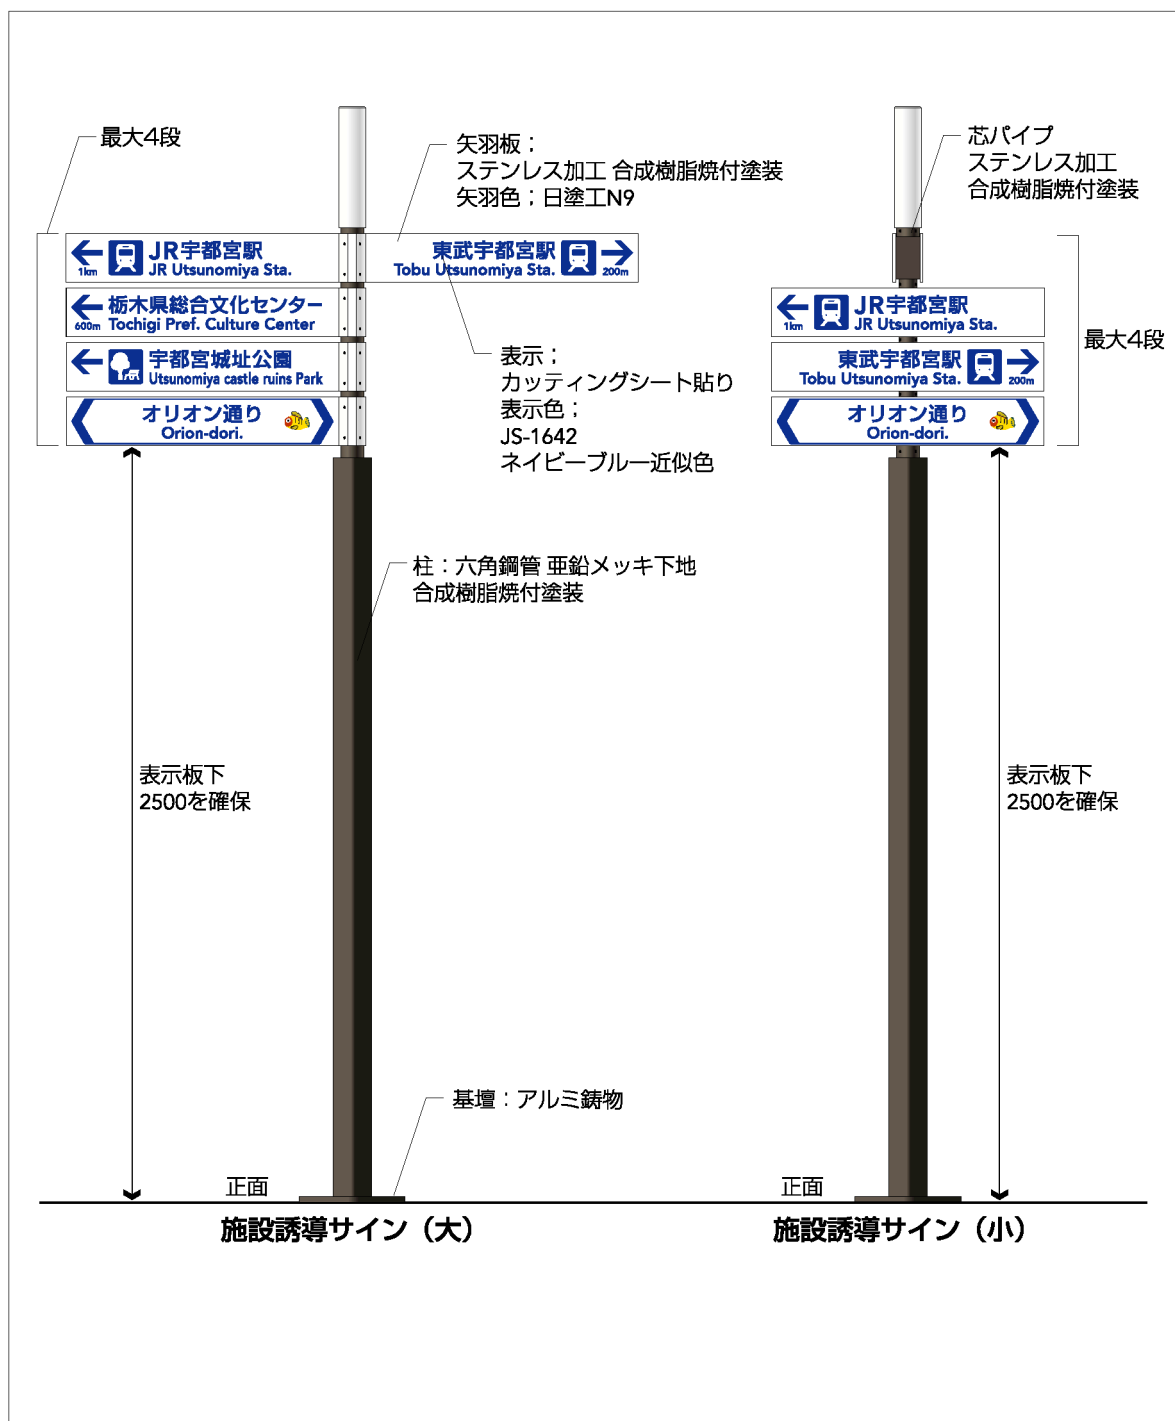 最大4段
矢羽板；
ステンレス加工 合成樹脂焼付塗装
矢羽色；日塗工N9
芯パイプ
ステンレス加工
合成樹脂焼付塗装
JR宇都宮駅
JR Utsunomiya Sta.
1km
東武宇都宮駅
Tobu Utsunomiya Sta.
200m
栃木県総合文化センター
Tochigi Pref. Culture Center
600m
宇都宮城址公園
Utsunomiya castle ruins Park
オリオン通り
Orion-dori.
JR宇都宮駅
JR Utsunomiya Sta.
1km
東武宇都宮駅
Tobu Utsunomiya Sta.
200m
オリオン通り
Orion-dori.
最大4段
表示；
カッティングシート貼り
表示色；
JS-1642
ネイビーブルー近似色
柱：六角鋼管 亜鉛メッキ下地
合成樹脂焼付塗装
表示板下
2500を確保
表示板下
2500を確保
基壇：アルミ鋳物
正面
正面
施設誘導サイン（大）
施設誘導サイン（小）